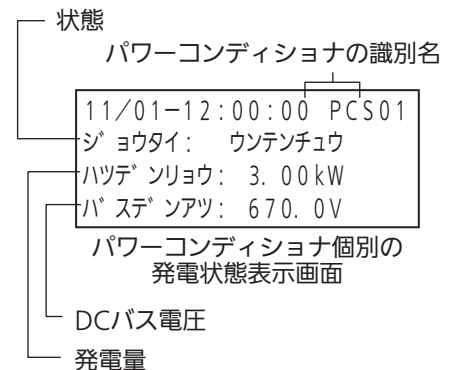 状態
パワーコンディショナの識別名
11/01−12:00:00 PCS01
ジョウタイ: ウンテンチュウ
ハツデンリョウ: 3.00kW
バスデンアツ: 670.0V
パワーコンディショナ個別の
発電状態表示画面
DCバス電圧
発電量